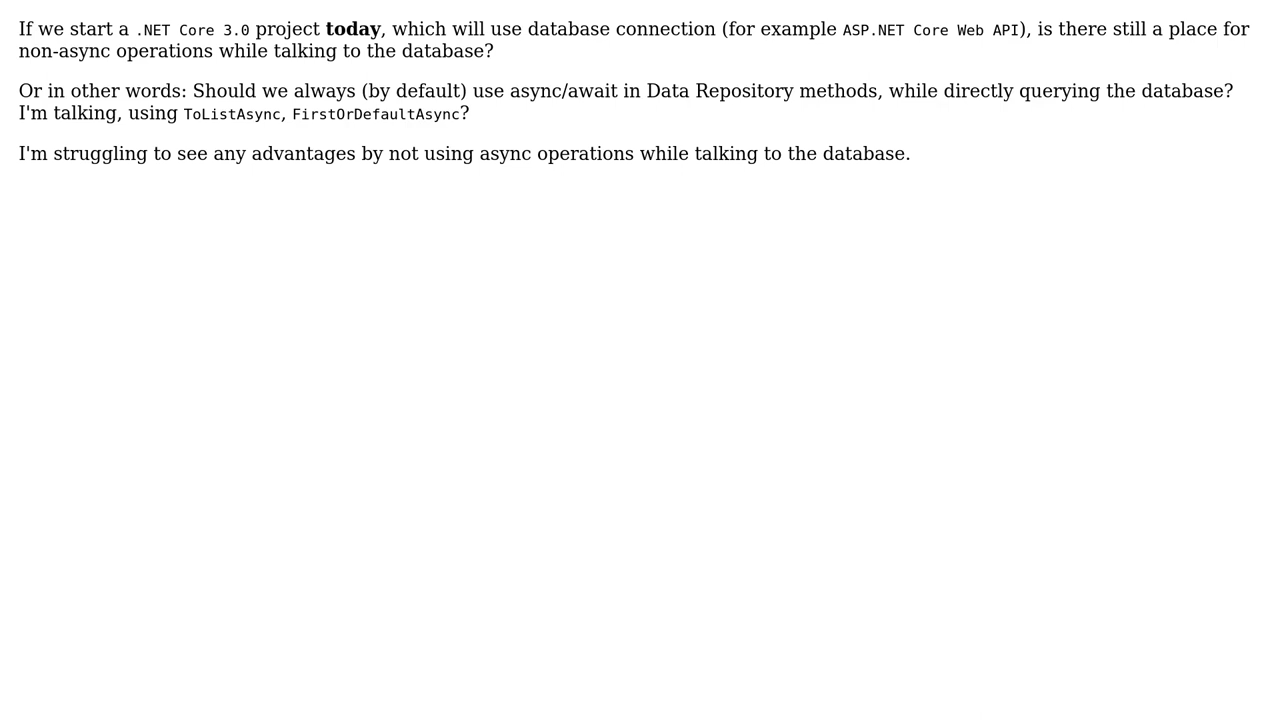 If we start a .NET Core 3.0 project today, which will use database connection (for example ASP.NET Core Web API), is there still a place for
non-async operations while talking to the database?
Or in other words: Should we always (by default) use async/await in Data Repository methods, while directly querying the database?
I'm talking, using ToListAsync, FirstOrDefaultAsync?
I'm struggling to see any advantages by not using async operations while talking to the database.